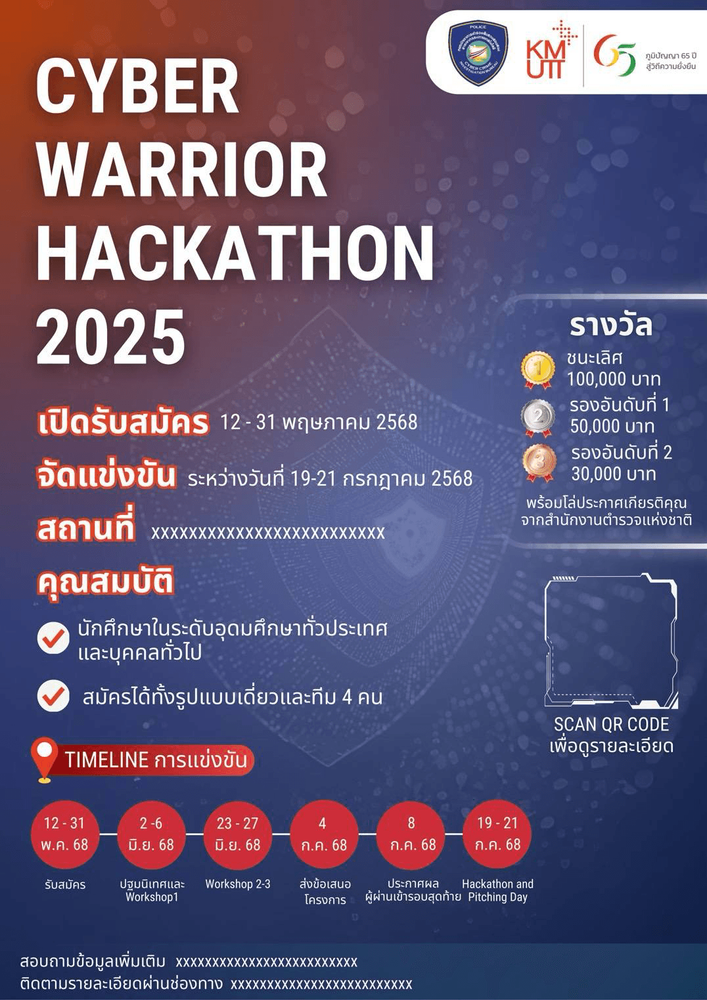 POLICE
CYBER CRIME
INVESTIGATION BUREAU
KM
UTT
65
ภูมิปัญญา 65 ปี
สู่วิถีความยั่งยืน
CYBER
WARRIOR
HACKATHON
2025
รางวัล
1
ชนะเลิศ
100,000 บาท
2
รองอันดับที่ 1
50,000 บาท
3
รองอันดับที่ 2
30,000 บาท
พร้อมโล่ประกาศเกียรติคุณ
จากสำนักงานตำรวจแห่งชาติ
เปิดรับสมัคร 12 - 31 พฤษภาคม 2568
จัดแข่งขัน ระหว่างวันที่ 19-21 กรกฎาคม 2568
สถานที่ xxxxxxxxxxxxxxxxxxxxxxxxx
คุณสมบัติ
นักศึกษาในระดับอุดมศึกษาทั่วประเทศ
และบุคคลทั่วไป
สมัครได้ทั้งรูปแบบเดี่ยวและทีม 4 คน
SCAN QR CODE
เพื่อดูรายละเอียด
TIMELINE การแข่งขัน
12 - 31
พ.ค. 68
รับสมัคร
2 -6
มิ.ย. 68
ปฐมนิเทศและ
Workshop1
23 - 27
มิ.ย. 68
Workshop 2-3
4
ก.ค. 68
ส่งข้อเสนอ
โครงการ
8
ก.ค. 68
ประกาศผล
ผู้ผ่านเข้ารอบสุดท้าย
19 - 21
ก.ค. 68
Hackathon and
Pitching Day
สอบถามข้อมูลเพิ่มเติม xxxxxxxxxxxxxxxxxxxxxxxxx
ติดตามรายละเอียดผ่านช่องทาง xxxxxxxxxxxxxxxxxxxxxxxxx